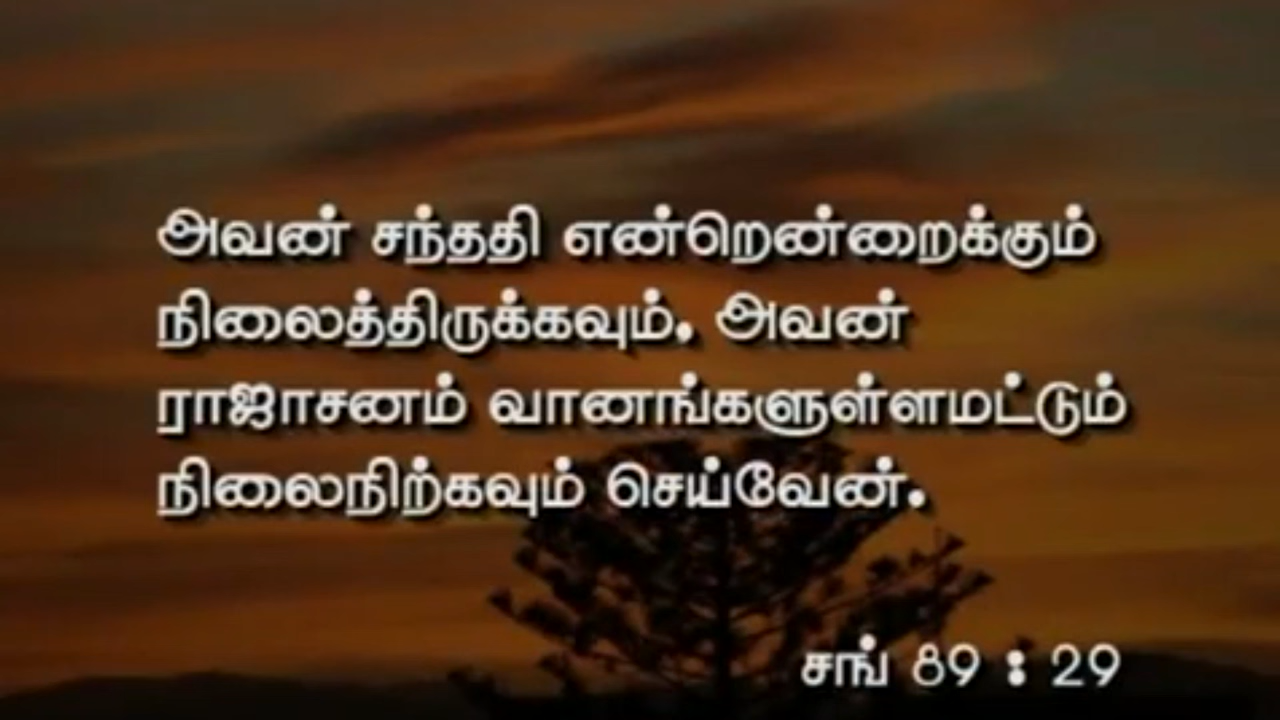 அவன் சந்ததி என்றென்றைக்கும்
நிலைத்திருக்கவும், அவன்
ராஜாசனம் வானங்களுள்ளமட்டும்
நிலைநிற்கவும் செய்வேன்.
சங் 89 : 29